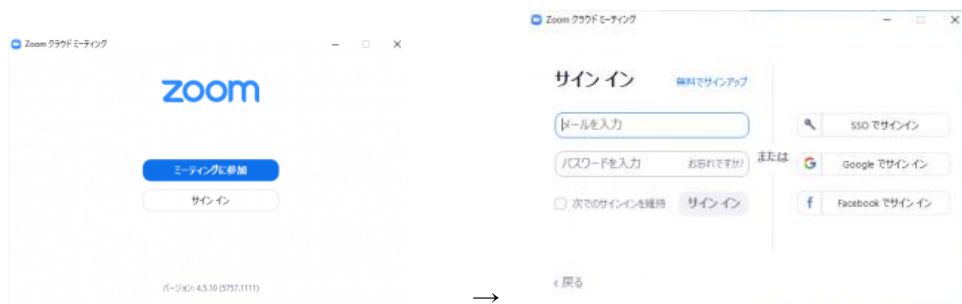 Zoom クラウド ミーティング
zoom
ミーティングに参加
サイン イン
バージョン: 4.5.10 (5757.1111)
→
Zoom クラウド ミーティング
サイン イン
無料でサインアップ
メールを入力
パスワードを入力
お忘れですか?
次でのサインインを維持
サイン イン
または
SSO でサインイン
Google でサイン イン
Facebook でサイン イン
< 戻る